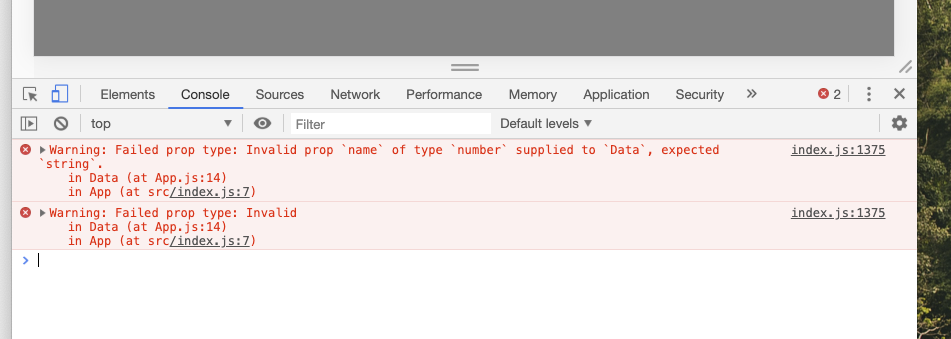 Elements Console Sources Network Performance Memory Application Security » 2
top Filter Default levels
Warning: Failed prop type: Invalid prop `name` of type `number` supplied to `Data`, expected index.js:1375
`string`.
in Data (at App.js:14)
in App (at src/index.js:7)
Warning: Failed prop type: Invalid index.js:1375
in Data (at App.js:14)
in App (at src/index.js:7)